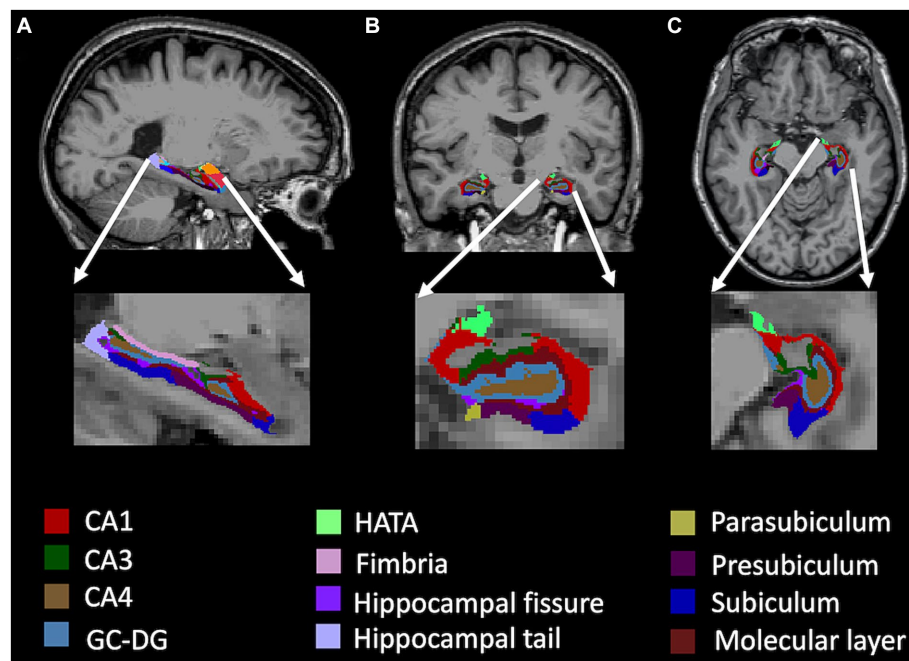 A
B
C
CA1
CA3
CA4
GC-DG
HATA
Fimbria
Hippocampal fissure
Hippocampal tail
Parasubiculum
Presubiculum
Subiculum
Molecular layer